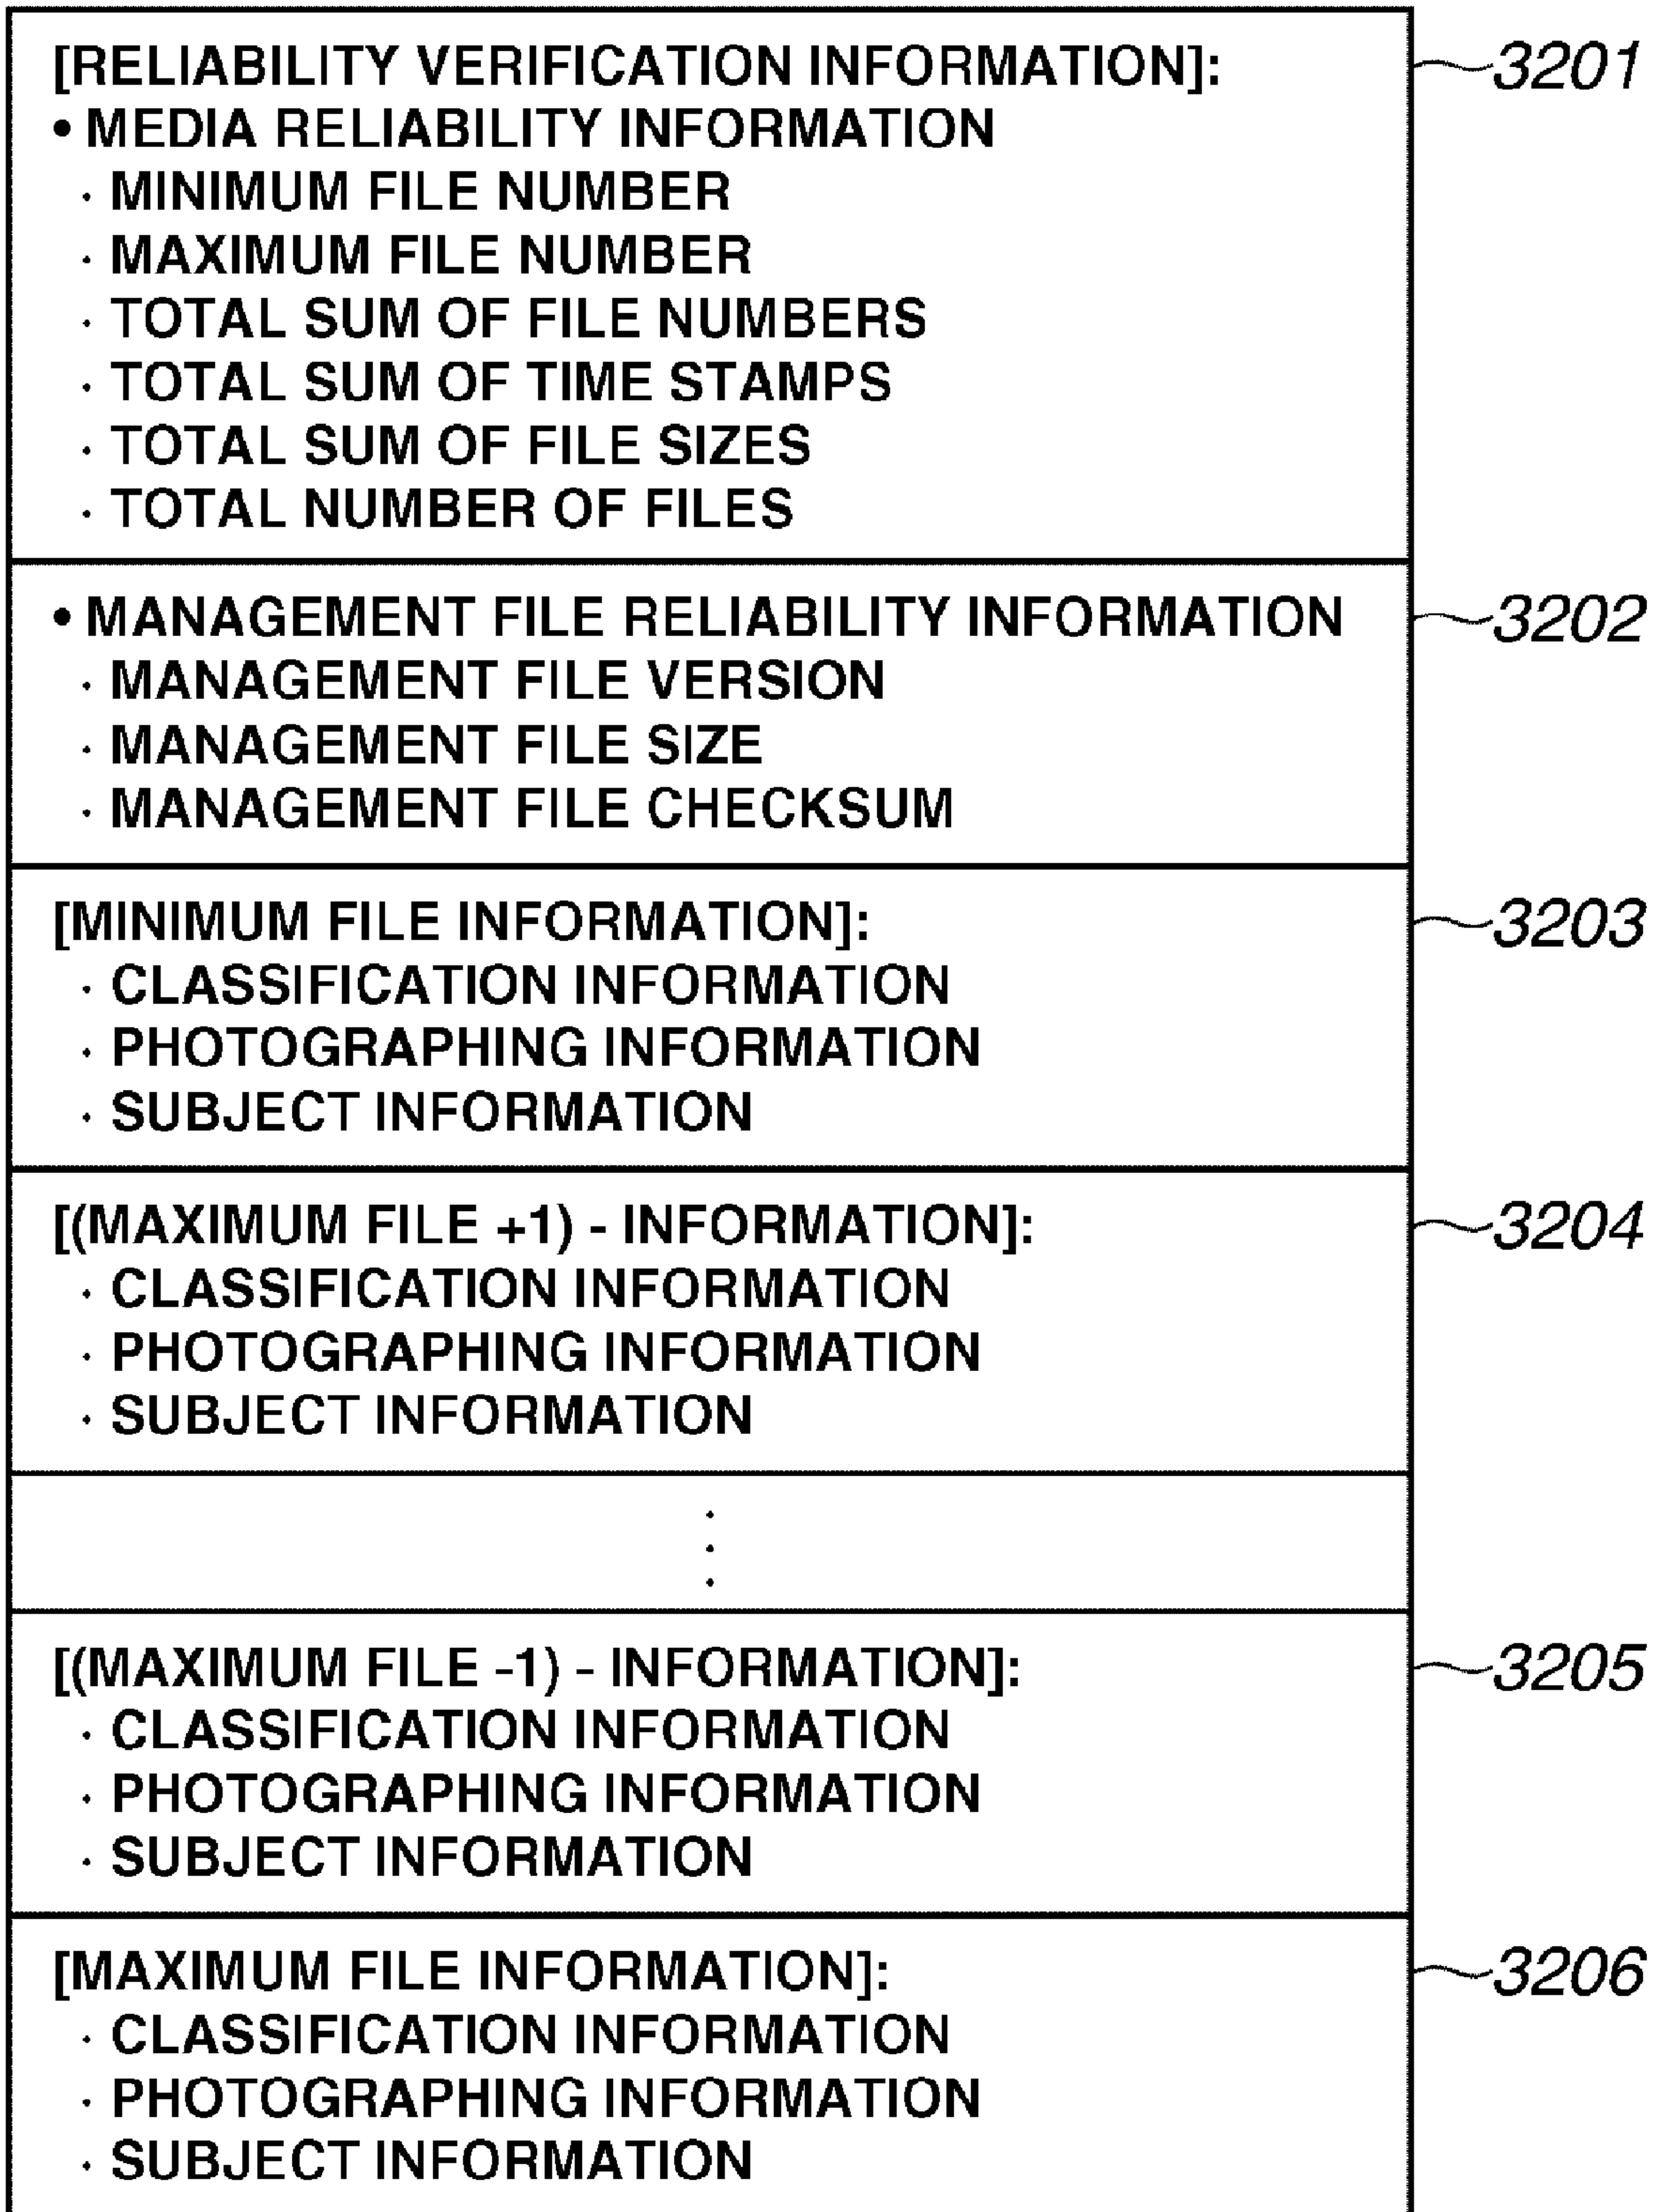 [RELIABILITY VERIFICATION INFORMATION]: 3201
• MEDIA RELIABILITY INFORMATION
· MINIMUM FILE NUMBER
· MAXIMUM FILE NUMBER
· TOTAL SUM OF FILE NUMBERS
· TOTAL SUM OF TIME STAMPS
· TOTAL SUM OF FILE SIZES
· TOTAL NUMBER OF FILES
• MANAGEMENT FILE RELIABILITY INFORMATION 3202
· MANAGEMENT FILE VERSION
· MANAGEMENT FILE SIZE
· MANAGEMENT FILE CHECKSUM
[MINIMUM FILE INFORMATION]: 3203
· CLASSIFICATION INFORMATION
· PHOTOGRAPHING INFORMATION
· SUBJECT INFORMATION
[(MAXIMUM FILE +1) - INFORMATION]: 3204
· CLASSIFICATION INFORMATION
· PHOTOGRAPHING INFORMATION
· SUBJECT INFORMATION
[(MAXIMUM FILE -1) - INFORMATION]: 3205
· CLASSIFICATION INFORMATION
· PHOTOGRAPHING INFORMATION
· SUBJECT INFORMATION
[MAXIMUM FILE INFORMATION]: 3206
· CLASSIFICATION INFORMATION
· PHOTOGRAPHING INFORMATION
· SUBJECT INFORMATION